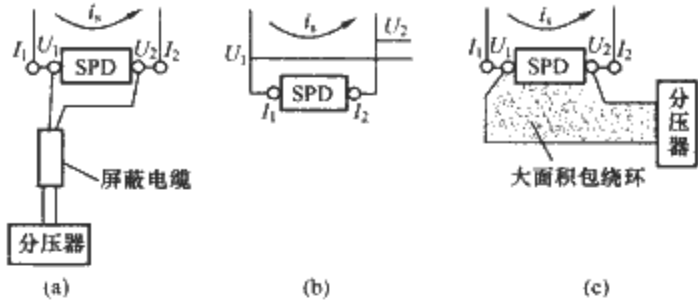 iₛ
I₁ U₁ SPD U₂ I₂
屏蔽电缆
分压器
(a)
iₛ
U₂
U₁
I₁ SPD I₂
(b)
iₛ
I₁ U₁ SPD U₂ I₂
分压器
大面积包绕环
(c)